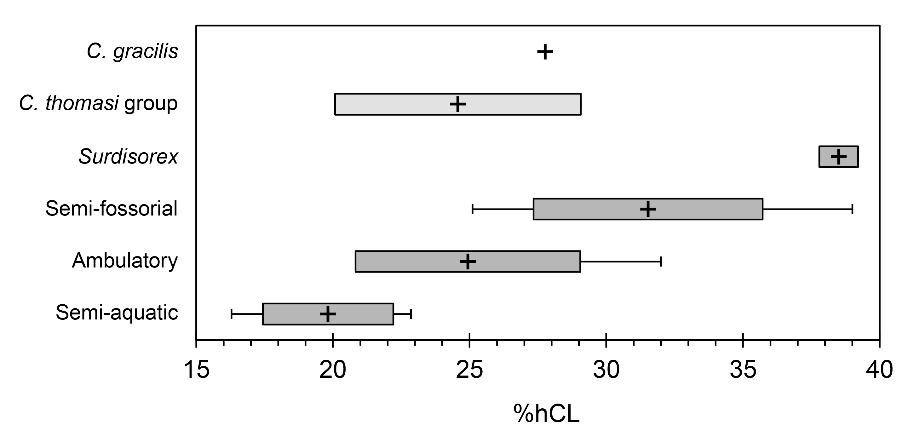 C. gracilis
C. thomasi group
Surdisorex
Semi-fossorial
Ambulatory
Semi-aquatic
15 20 25 30 35 40
%hCL